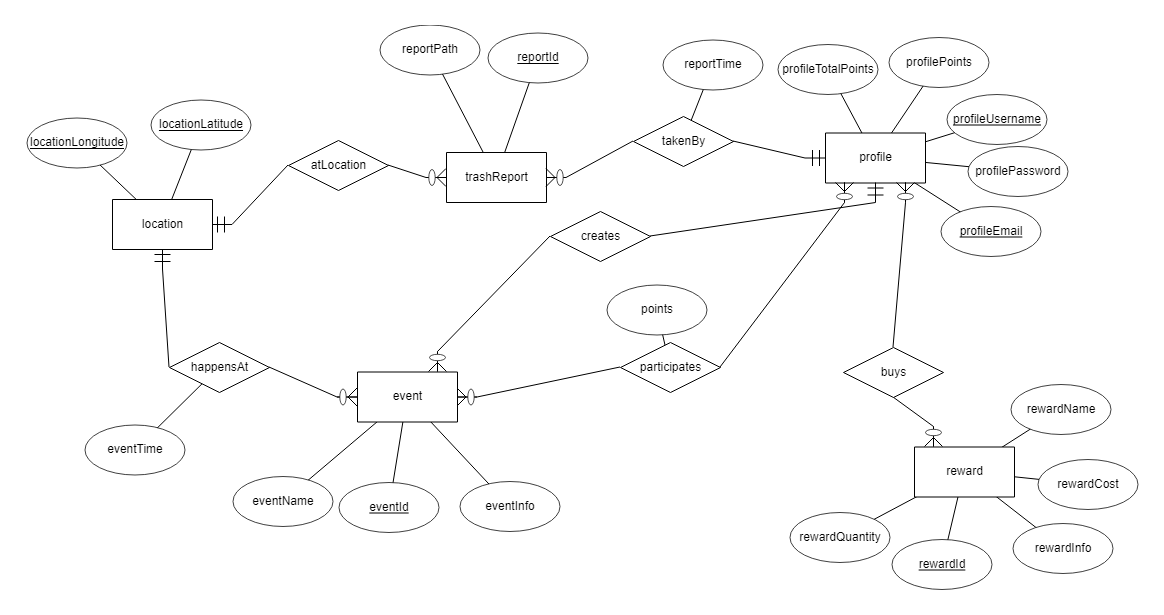 reportPath
reportId
reportTime
profileTotalPoints
profilePoints
locationLongitude
locationLatitude
profileUsername
atLocation
trashReport
takenBy
profile
profilePassword
location
creates
profileEmail
points
happensAt
participates
buys
event
rewardName
eventTime
reward
rewardCost
eventName
eventId
eventInfo
rewardQuantity
rewardId
rewardInfo